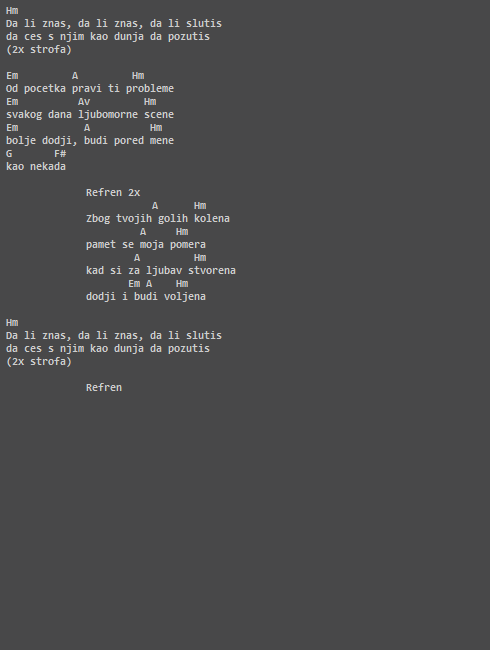 Hm
Da li znas, da li znas, da li slutis
da ces s njim kao dunja da pozutis
(2x strofa)
Em         A         Hm
Od pocetka pravi ti probleme
Em          Av         Hm
svakog dana ljubomorne scene
Em           A          Hm
bolje dodji, budi pored mene
G       F#
kao nekada
Refren 2x
A      Hm
Zbog tvojih golih kolena
A     Hm
pamet se moja pomera
A         Hm
kad si za ljubav stvorena
Em A    Hm
dodji i budi voljena
Hm
Da li znas, da li znas, da li slutis
da ces s njim kao dunja da pozutis
(2x strofa)
Refren